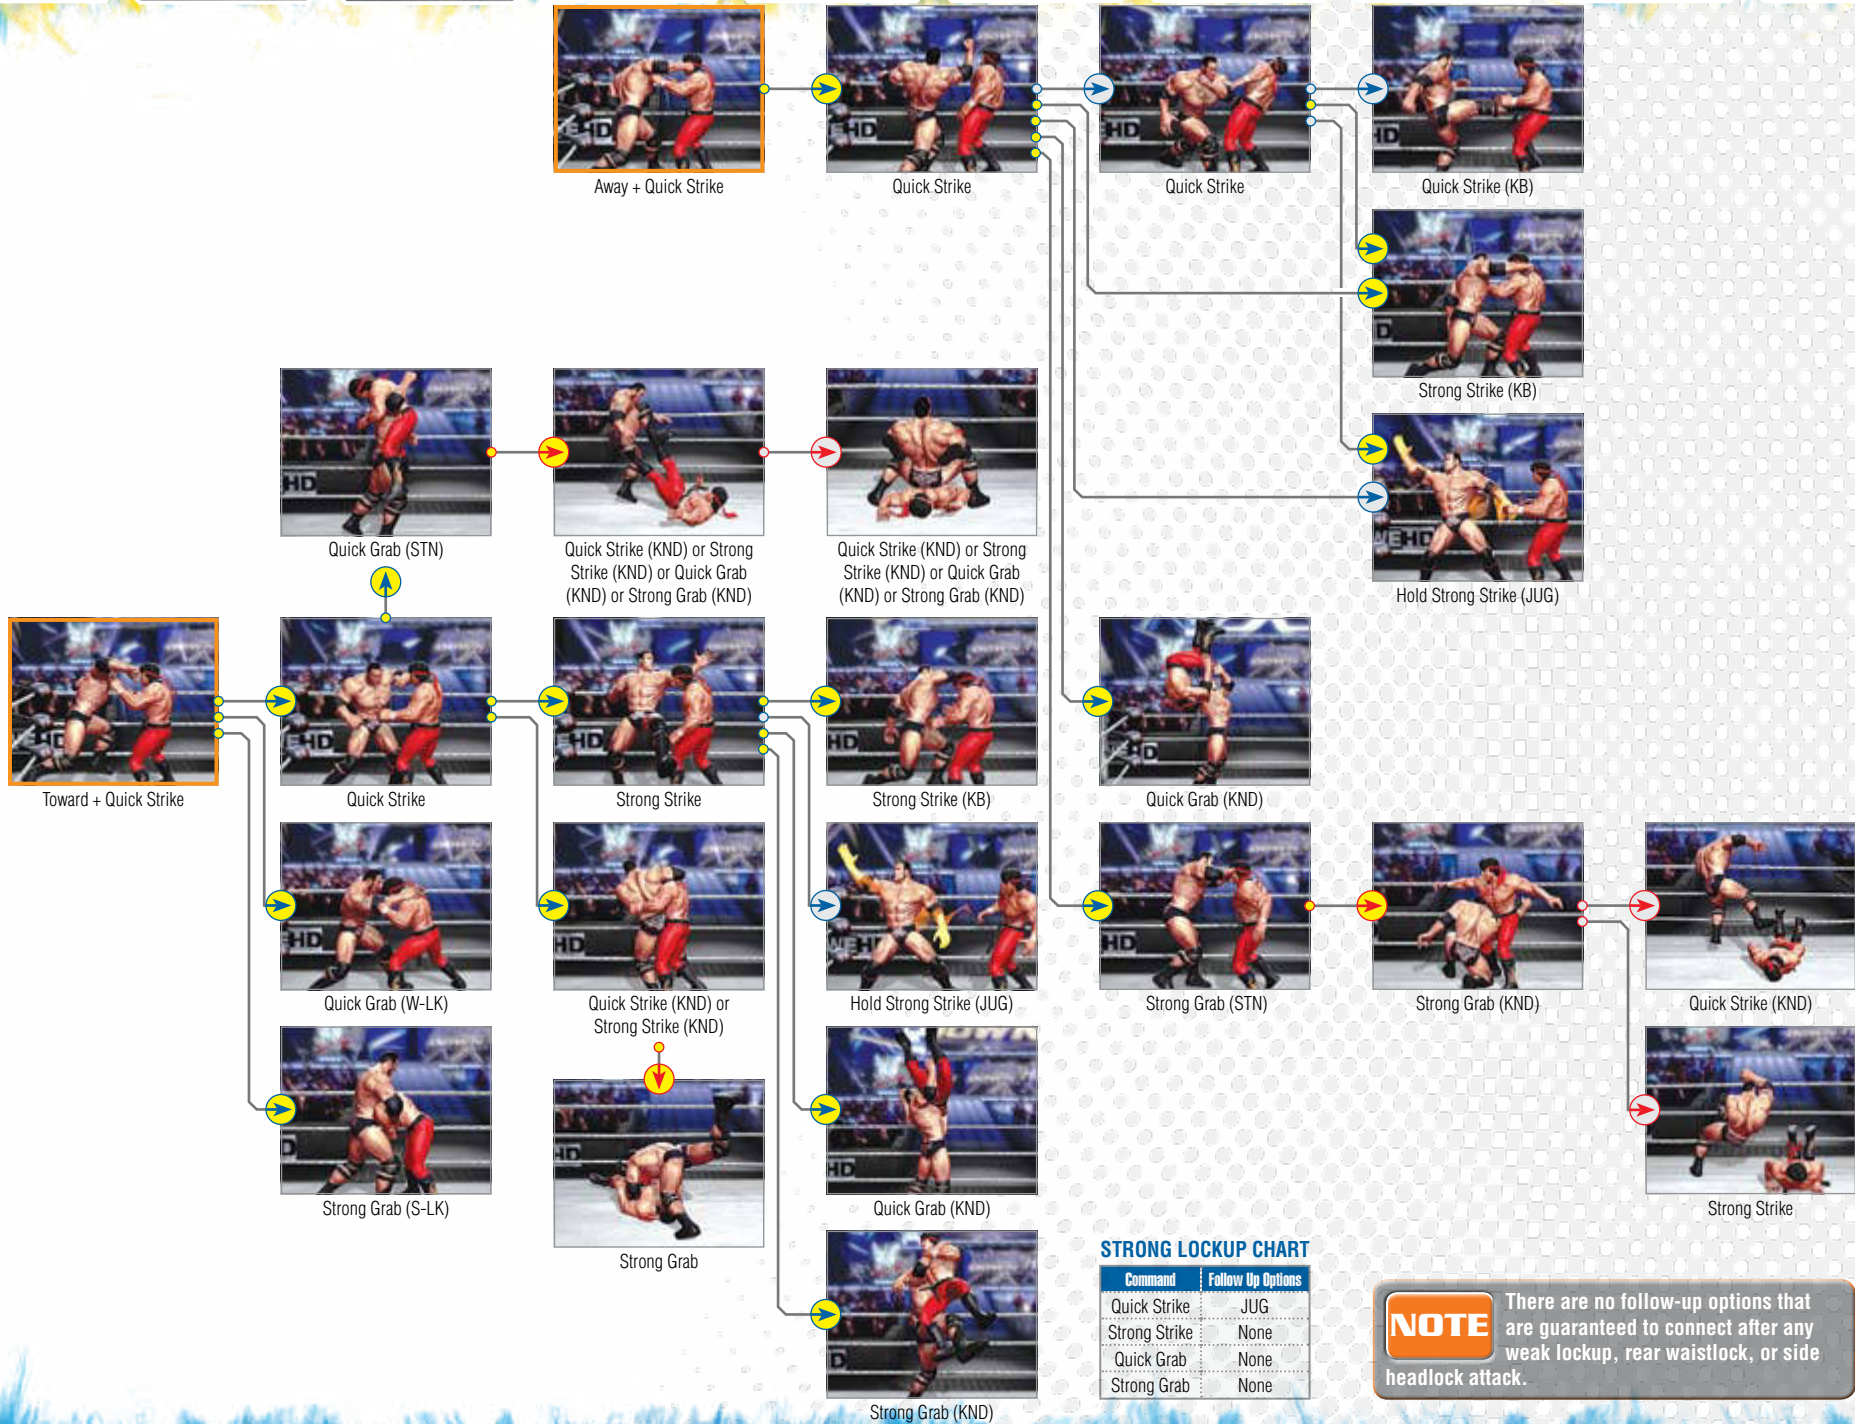 Away + Quick Strike
Quick Strike
Quick Strike
Quick Strike (KB)
Strong Strike (KB)
Hold Strong Strike (JUG)
Quick Grab (STN)
Quick Strike (KND) or Strong
Strike (KND) or Quick Grab
(KND) or Strong Grab (KND)
Quick Strike (KND) or Strong
Strike (KND) or Quick Grab
(KND) or Strong Grab (KND)
Toward + Quick Strike
Quick Strike
Strong Strike
Strong Strike (KB)
Quick Grab (KND)
Quick Grab (W-LK)
Quick Strike (KND) or
Strong Strike (KND)
Hold Strong Strike (JUG)
Strong Grab (STN)
Strong Grab (KND)
Quick Strike (KND)
Strong Grab (S-LK)
Strong Grab
Quick Grab (KND)
Strong Strike
Strong Grab (KND)
STRONG LOCKUP CHART
Command Follow Up Options
Quick Strike JUG
Strong Strike None
Quick Grab None
Strong Grab None
NOTE
There are no follow-up options that
are guaranteed to connect after any
weak lockup, rear waistlock, or side
headlock attack.